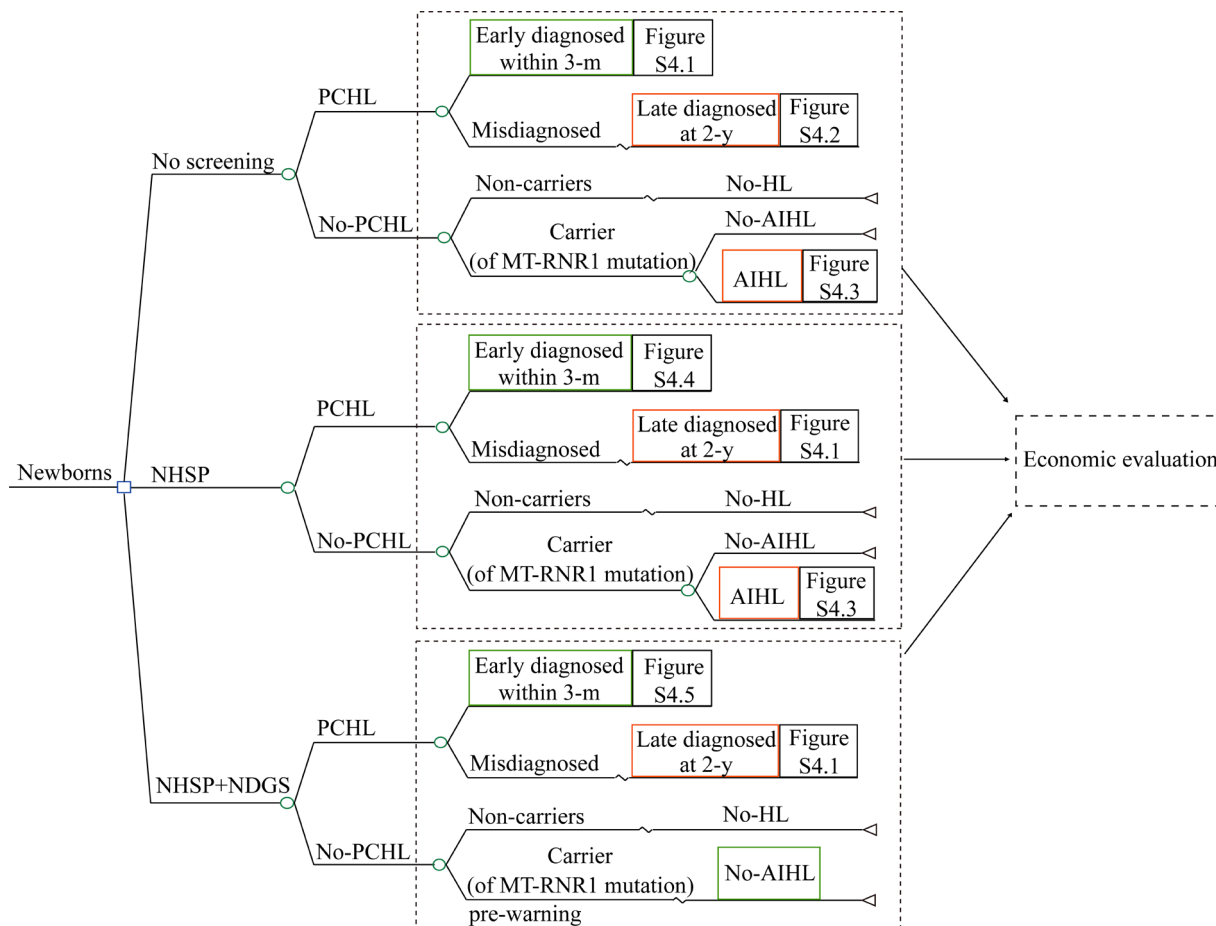 Early diagnosed
within 3-m
Figure
S4.1
PCHL
Misdiagnosed
Late diagnosed
at 2-y
Figure
S4.2
No screening
Non-carriers
No-HL
No-PCHL
Carrier
(of MT-RNR1 mutation)
No-AIHL
AIHL
Figure
S4.3
Early diagnosed
within 3-m
Figure
S4.4
PCHL
Misdiagnosed
Late diagnosed
at 2-y
Figure
S4.1
Newborns
NHSP
Non-carriers
No-HL
No-PCHL
Carrier
(of MT-RNR1 mutation)
No-AIHL
AIHL
Figure
S4.3
Economic evaluation
Early diagnosed
within 3-m
Figure
S4.5
PCHL
Misdiagnosed
Late diagnosed
at 2-y
Figure
S4.1
NHSP+NDGS
Non-carriers
No-HL
No-PCHL
Carrier
(of MT-RNR1 mutation)
pre-warning
No-AIHL